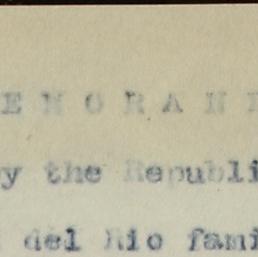 E M O R A N
y the Republi
del Rio fami